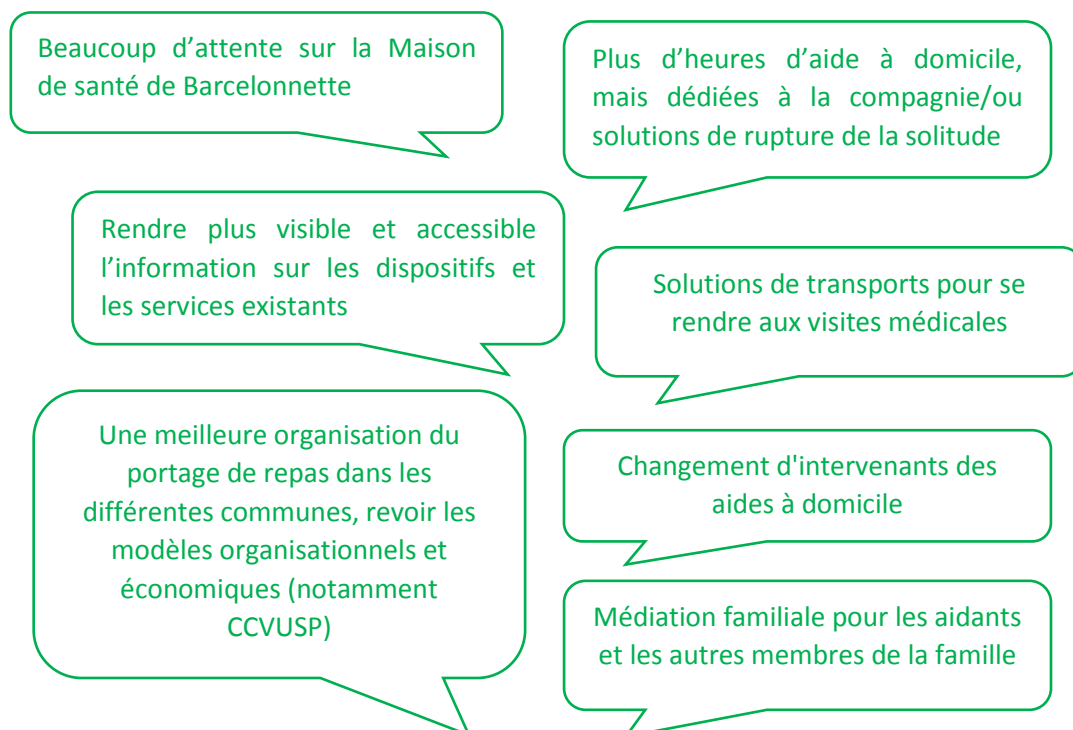 Beaucoup d’attente sur la Maison
de santé de Barcelonnette
Plus d’heures d’aide à domicile,
mais dédiées à la compagnie/ou
solutions de rupture de la solitude
Rendre plus visible et accessible
l’information sur les dispositifs et
les services existants
Solutions de transports pour se
rendre aux visites médicales
Une meilleure organisation du
portage de repas dans les
différentes communes, revoir les
modèles organisationnels et
économiques (notamment
CCVUSP)
Changement d'intervenants des
aides à domicile
Médiation familiale pour les aidants
et les autres membres de la famille